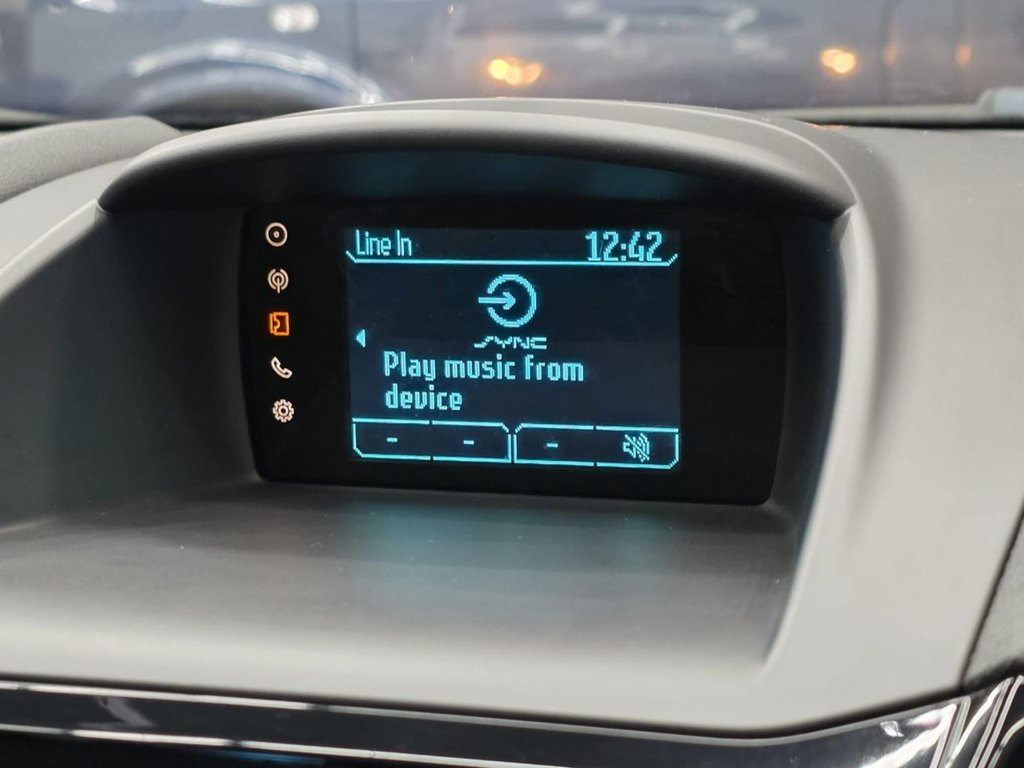 Line In
12:42
SYNC
Play music from
device
- - -